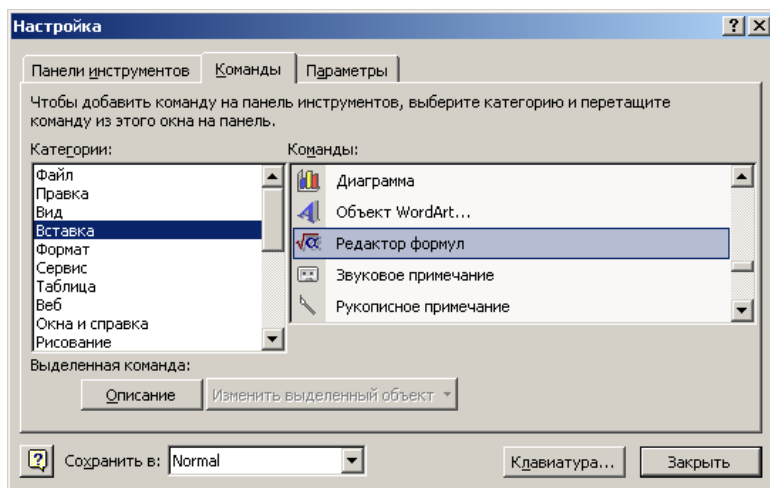 Настройка
Панели инструментов Команды Параметры
Чтобы добавить команду на панель инструментов, выберите категорию и перетащите
команду из этого окна на панель.
Категории: Команды:
Файл
Правка
Вид
Вставка
Формат
Сервис
Таблица
Веб
Окна и справка
Рисование
Диаграмма
Объект WordArt...
Редактор формул
Звуковое примечание
Рукописное примечание
Выделенная команда:
Описание Изменить выделенный объект
Сохранить в: Normal Клавиатура... Закрыть